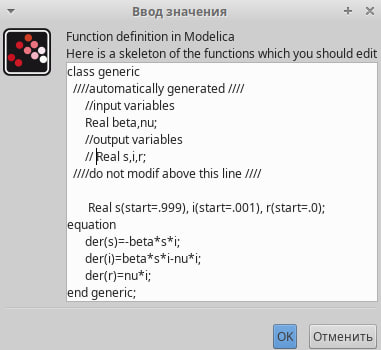 Ввод значения
Function definition in Modelica
Here is a skeleton of the functions which you should edit
class generic
////automatically generated ////
//input variables
Real beta,nu;
//output variables
// Real s,i,r;
////do not modif above this line ////
Real s(start=.999), i(start=.001), r(start=.0);
equation
der(s)=-beta*s*i;
der(i)=beta*s*i-nu*i;
der(r)=nu*i;
end generic;
OK
Отменить